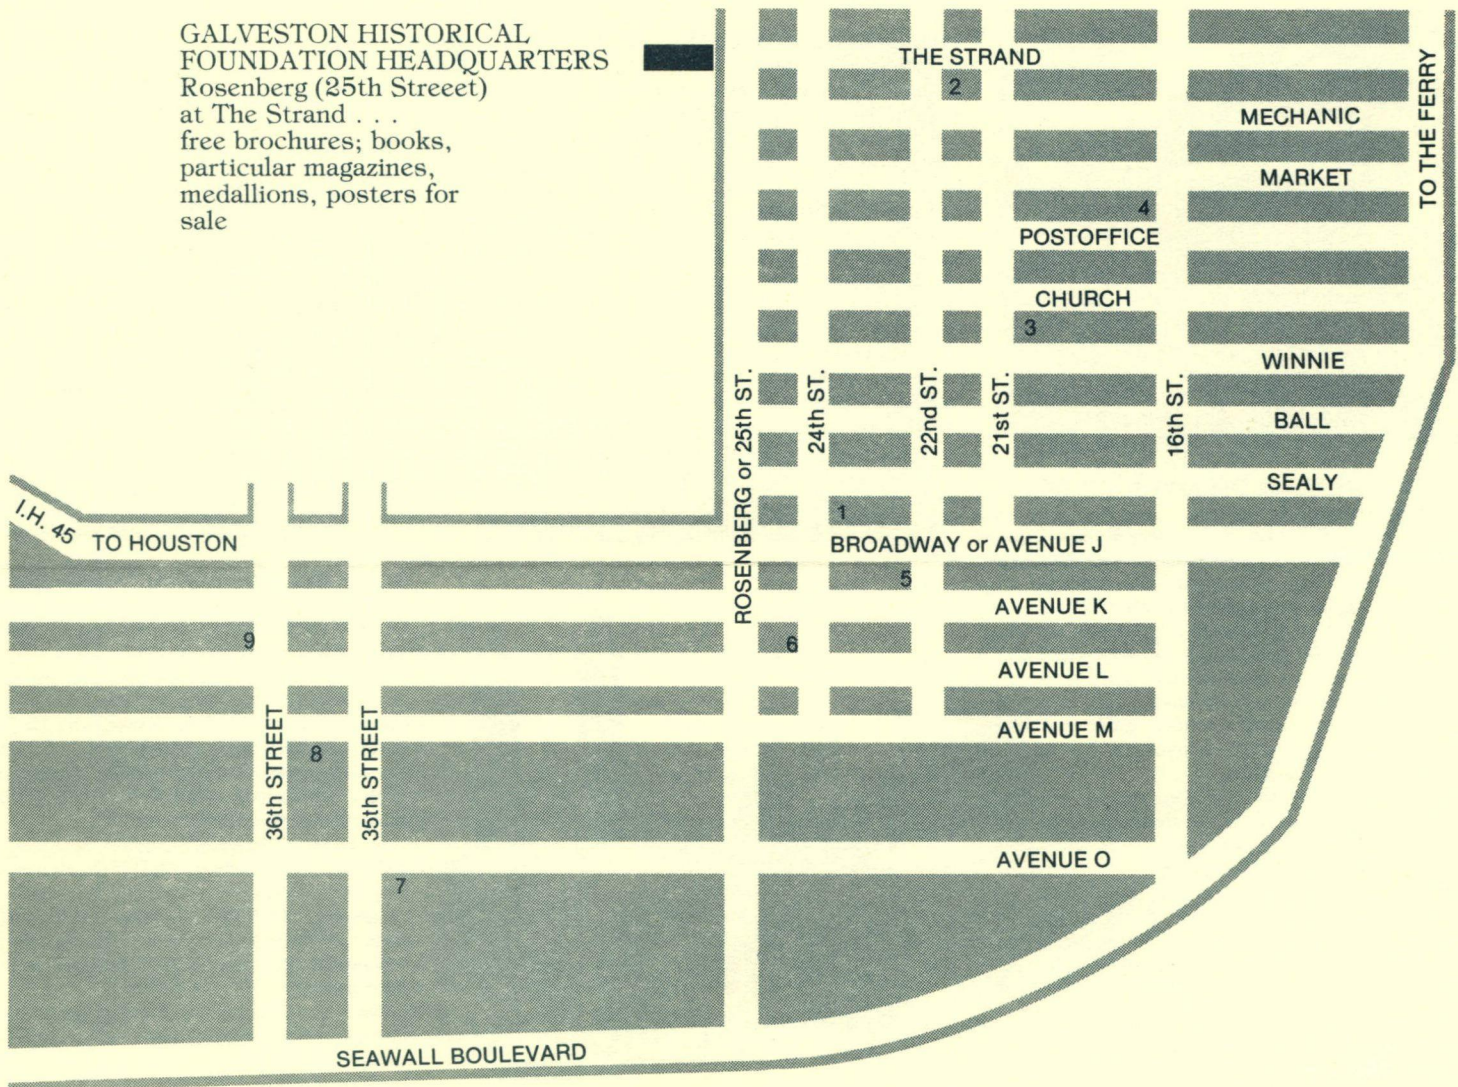 GALVESTON HISTORICAL
FOUNDATION HEADQUARTERS
Rosenberg (25th Streeet)
at The Strand . . .
free brochures; books,
particular magazines,
medallions, posters for
sale
THE STRAND
2
MECHANIC
TO THE FERRY
MARKET
4
POSTOFFICE
CHURCH
3
WINNIE
ROSENBERG or 25th ST.
24th ST.
22nd ST.
21st ST.
16th ST.
BALL
SEALY
1
I.H. 45
TO HOUSTON
BROADWAY or AVENUE J
5
AVENUE K
9
6
AVENUE L
AVENUE M
36th STREET
8
35th STREET
AVENUE O
7
SEAWALL BOULEVARD